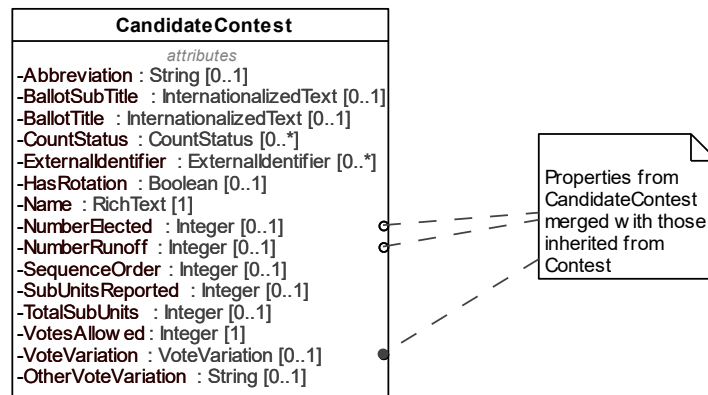 CandidateContest
attributes
-Abbreviation : String [0..1]
-BallotSubTitle : InternationalizedText [0..1]
-BallotTitle : InternationalizedText [0..1]
-CountStatus : CountStatus [0..*]
-ExternalIdentifier : ExternalIdentifier [0..*]
-HasRotation : Boolean [0..1]
-Name : RichText [1]
-NumberElected : Integer [0..1]
-NumberRunoff : Integer [0..1]
-SequenceOrder : Integer [0..1]
-SubUnitsReported : Integer [0..1]
-TotalSubUnits : Integer [0..1]
-VotesAllowed : Integer [1]
-VoteVariation : VoteVariation [0..1]
-OtherVoteVariation : String [0..1]
Properties from
CandidateContest
merged with those
inherited from
Contest